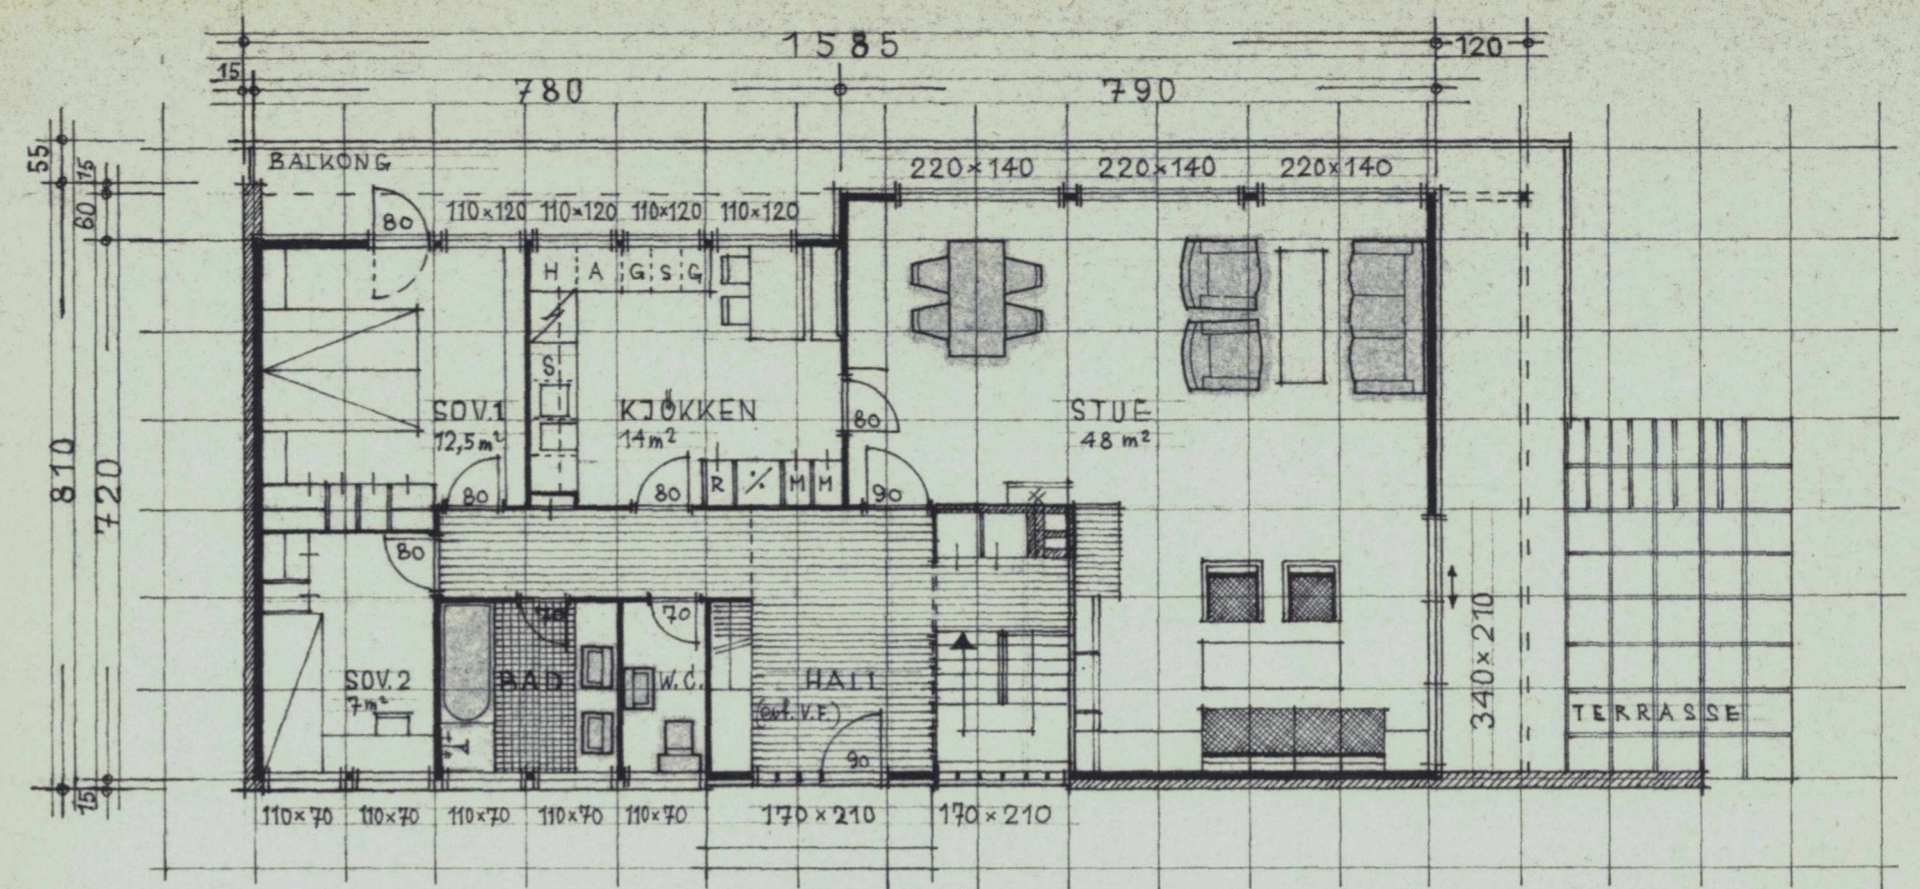 1585
120
15
780
790
55
15
BALKONG
220×140
220×140
220×140
60
80
110×120
110×120
110×120
110×120
H
A
G
S
G
S
SOV.1
12,5 m²
KJØKKEN
14 m²
80
STUE
48 m²
810
720
80
80
R
M
M
90
80
70
70
340×210
SOV.2
7 m²
BAD
W.C.
HALL
(evt. V.F.)
TERRASSE
T
90
15
110×70
110×70
110×70
110×70
110×70
170×210
170×210